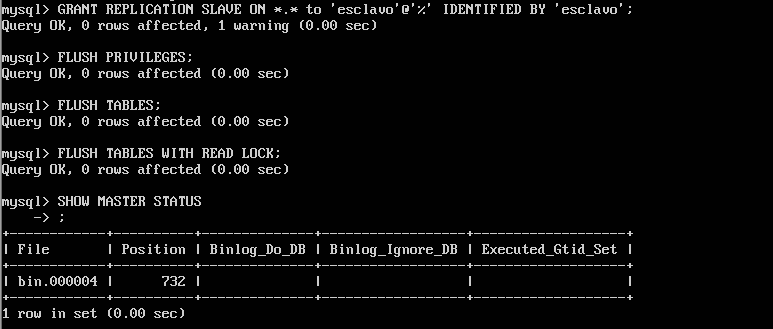 mysql> GRANT REPLICATION SLAVE ON *.* to 'esclavo'@'%' IDENTIFIED BY 'esclavo';
Query OK, 0 rows affected, 1 warning (0.00 sec)
mysql> FLUSH PRIVILEGES;
Query OK, 0 rows affected (0.00 sec)
mysql> FLUSH TABLES;
Query OK, 0 rows affected (0.00 sec)
mysql> FLUSH TABLES WITH READ LOCK;
Query OK, 0 rows affected (0.00 sec)
mysql> SHOW MASTER STATUS
    -> ;
+------------+----------+--------------+------------------+-------------------+
| File       | Position | Binlog_Do_DB | Binlog_Ignore_DB | Executed_Gtid_Set |
+------------+----------+--------------+------------------+-------------------+
| bin.000004 |      732 |              |                  |                   |
+------------+----------+--------------+------------------+-------------------+
1 row in set (0.00 sec)